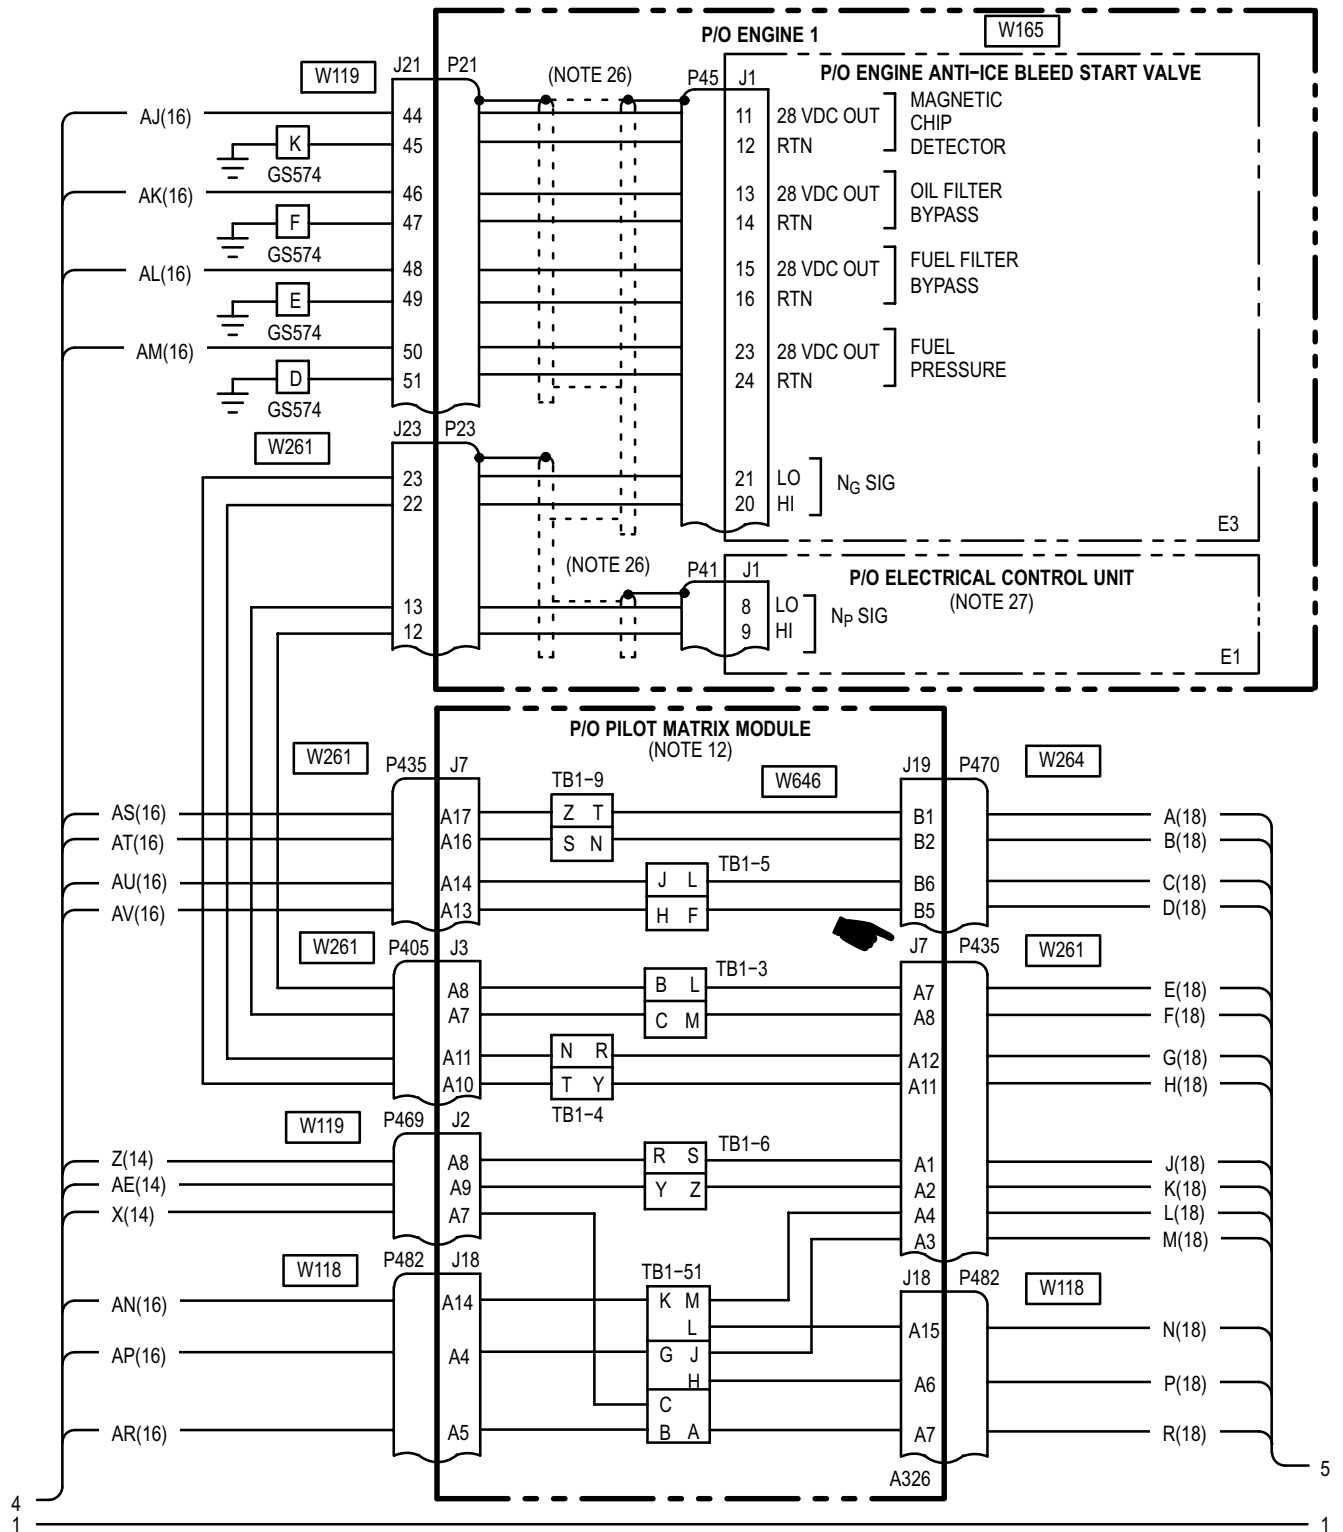 P/O ENGINE 1
W165
W119
J21 P21
(NOTE 26)
P45 J1
P/O ENGINE ANTI−ICE BLEED START VALVE
AJ(16)
44
11 28 VDC OUT
MAGNETIC
CHIP
DETECTOR
K
GS574
45
12 RTN
AK(16)
46
13 28 VDC OUT
OIL FILTER
BYPASS
F
GS574
47
14 RTN
AL(16)
48
15 28 VDC OUT
FUEL FILTER
BYPASS
E
GS574
49
16 RTN
AM(16)
50
23 28 VDC OUT
FUEL
PRESSURE
D
GS574
51
24 RTN
W261
J23 P23
23
21 LO
22
20 HI
NG SIG
E3
(NOTE 26)
P41 J1
P/O ELECTRICAL CONTROL UNIT
(NOTE 27)
13
8 LO
12
9 HI
NP SIG
E1
P/O PILOT MATRIX MODULE
(NOTE 12)
W261
P435 J7
TB1−9
W646
J19 P470
W264
AS(16)
A17
Z T
B1
A(18)
AT(16)
A16
S N
B2
B(18)
AU(16)
A14
J L
TB1−5
B6
C(18)
AV(16)
A13
H F
B5
D(18)
W261
P405 J3
J7 P435
W261
A8
B L
TB1−3
A7
E(18)
A7
C M
A8
F(18)
A11
N R
A12
G(18)
A10
T Y
A11
H(18)
TB1−4
W119
P469 J2
Z(14)
A8
R S
TB1−6
A1
J(18)
AE(14)
A9
Y Z
A2
K(18)
X(14)
A7
A4
L(18)
A3
M(18)
W118
P482 J18
TB1−51
J18 P482
W118
AN(16)
A14
K M
L
A15
N(18)
AP(16)
A4
G J
H
A6
P(18)
C
AR(16)
A5
B A
A7
R(18)
A326
5
4
1 1